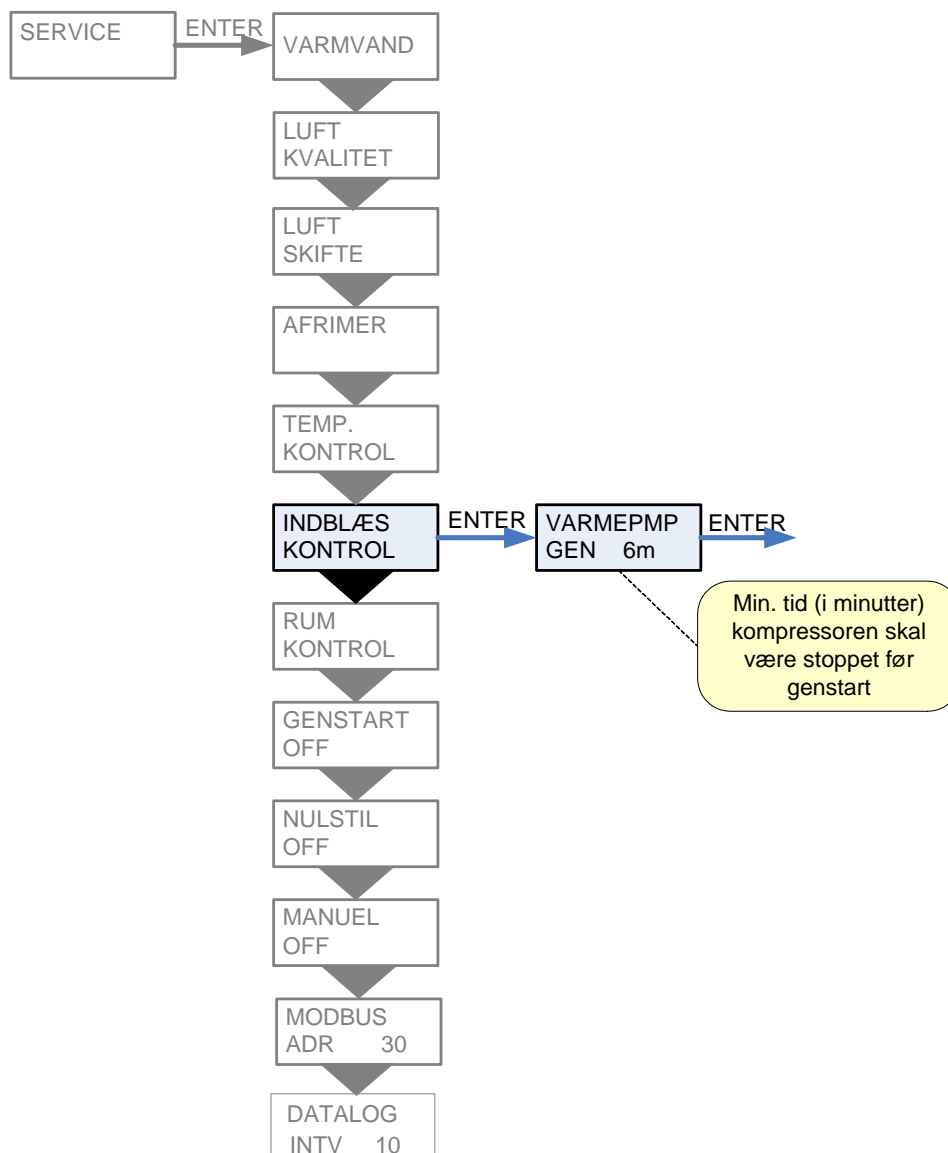 SERVICE
ENTER
VARMVAND
LUFT
KVALITET
LUFT
SKIFTE
AFRIMER
TEMP.
KONTROL
INDBLÆS
KONTROL
ENTER
VARMEPMP
GEN 6m
ENTER
Min. tid (i minutter)
kompressoren skal
være stoppet før
genstart
RUM
KONTROL
GENSTART
OFF
NULSTIL
OFF
MANUEL
OFF
MODBUS
ADR 30
DATALOG
INTV 10